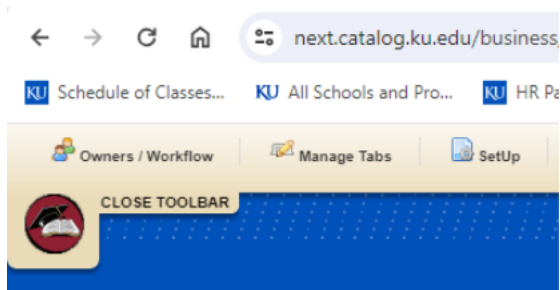 next.catalog.ku.edu/business
KU Schedule of Classes... KU All Schools and Pro... KU HR Pa
Owners / Workflow Manage Tabs SetUp
CLOSE TOOLBAR